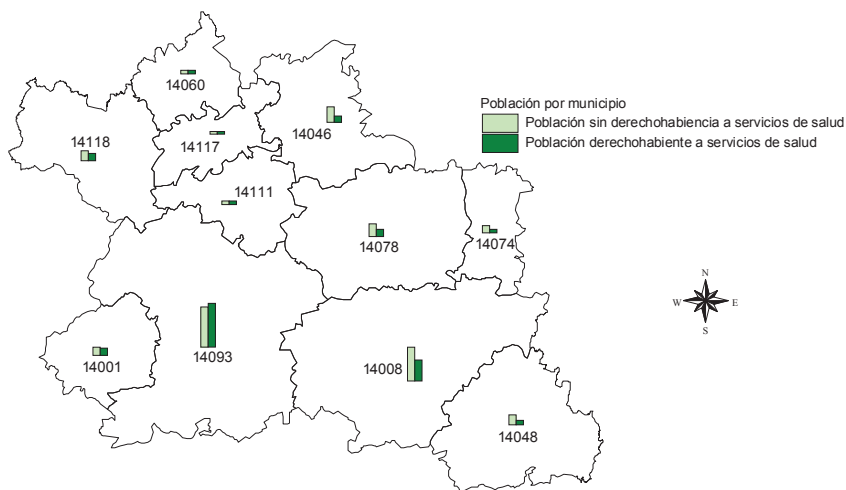 14060
14046
Población por municipio
Población sin derechohabiencia a servicios de salud
Población derechohabiente a servicios de salud
14118
14117
14111
14078
14074
N
W E
S
14093
14001
14008
14048